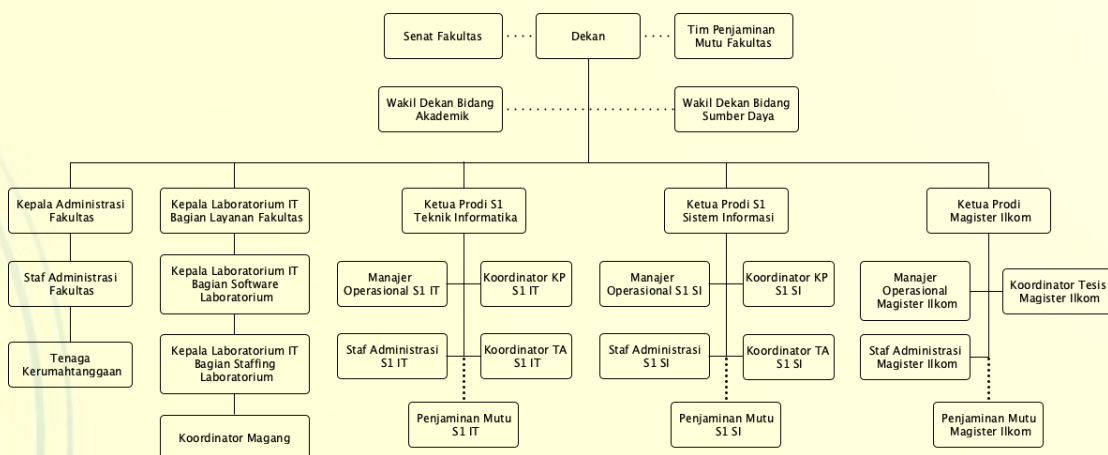 Senat Fakultas
Dekan
Tim Penjaminan
Mutu Fakultas
Wakil Dekan Bidang
Akademik
Wakil Dekan Bidang
Sumber Daya
Kepala Administrasi
Fakultas
Kepala Laboratorium IT
Bagian Layanan Fakultas
Ketua Prodi S1
Teknik Informatika
Ketua Prodi S1
Sistem Informasi
Ketua Prodi
Magister Ilkom
Staf Administrasi
Fakultas
Kepala Laboratorium IT
Bagian Software
Laboratorium
Manajer
Operasional S1 IT
Koordinator KP
S1 IT
Manajer
Operasional S1 SI
Koordinator KP
S1 SI
Manajer
Operasional
Magister Ilkom
Koordinator Tesis
Magister Ilkom
Tenaga
Kerumahtanggaan
Kepala Laboratorium IT
Bagian Staffing
Laboratorium
Staf Administrasi
S1 IT
Koordinator TA
S1 IT
Staf Administrasi
S1 SI
Koordinator TA
S1 SI
Staf Administrasi
Magister Ilkom
Koordinator Magang
Penjaminan Mutu
S1 IT
Penjaminan Mutu
S1 SI
Penjaminan Mutu
Magister Ilkom